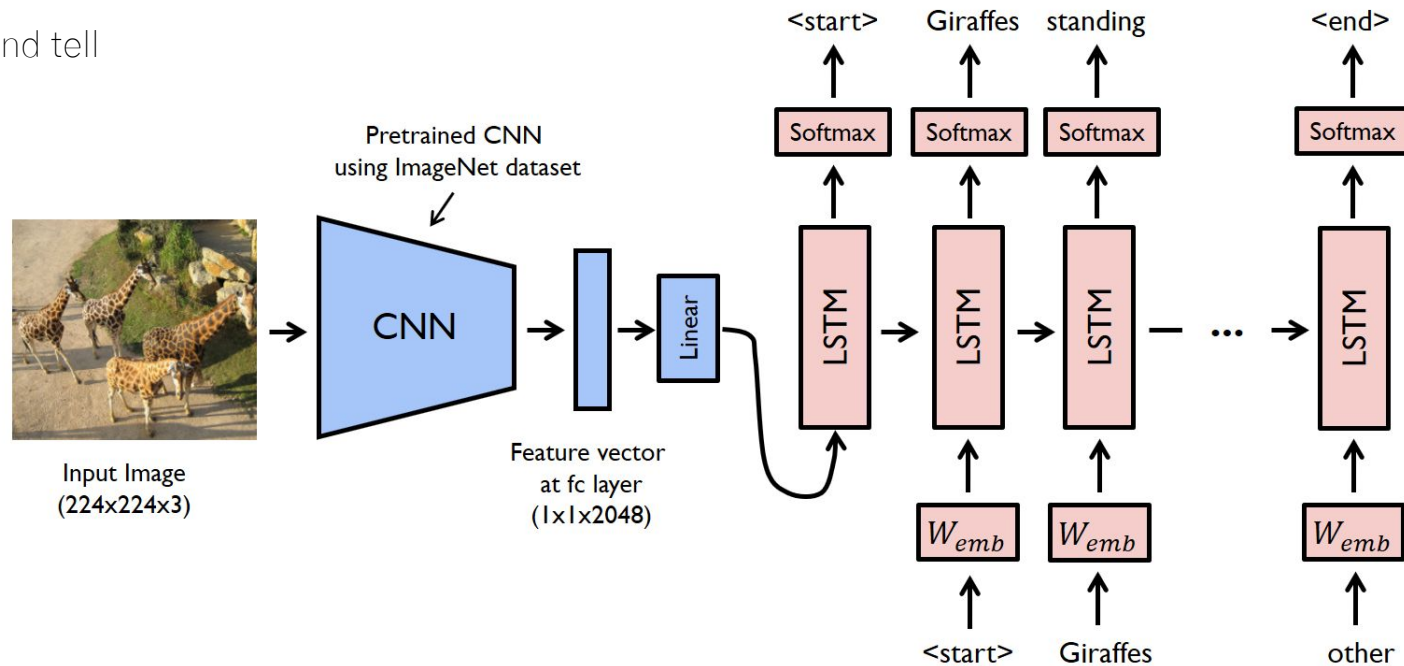 nd tell
<start> Giraffes standing <end>
Softmax Softmax Softmax Softmax
Pretrained CNN
using ImageNet dataset
CNN
Linear
LSTM LSTM LSTM ... LSTM
Input Image
(224x224x3)
Feature vector
at fc layer
(1x1x2048)
W_emb W_emb W_emb
<start> Giraffes other